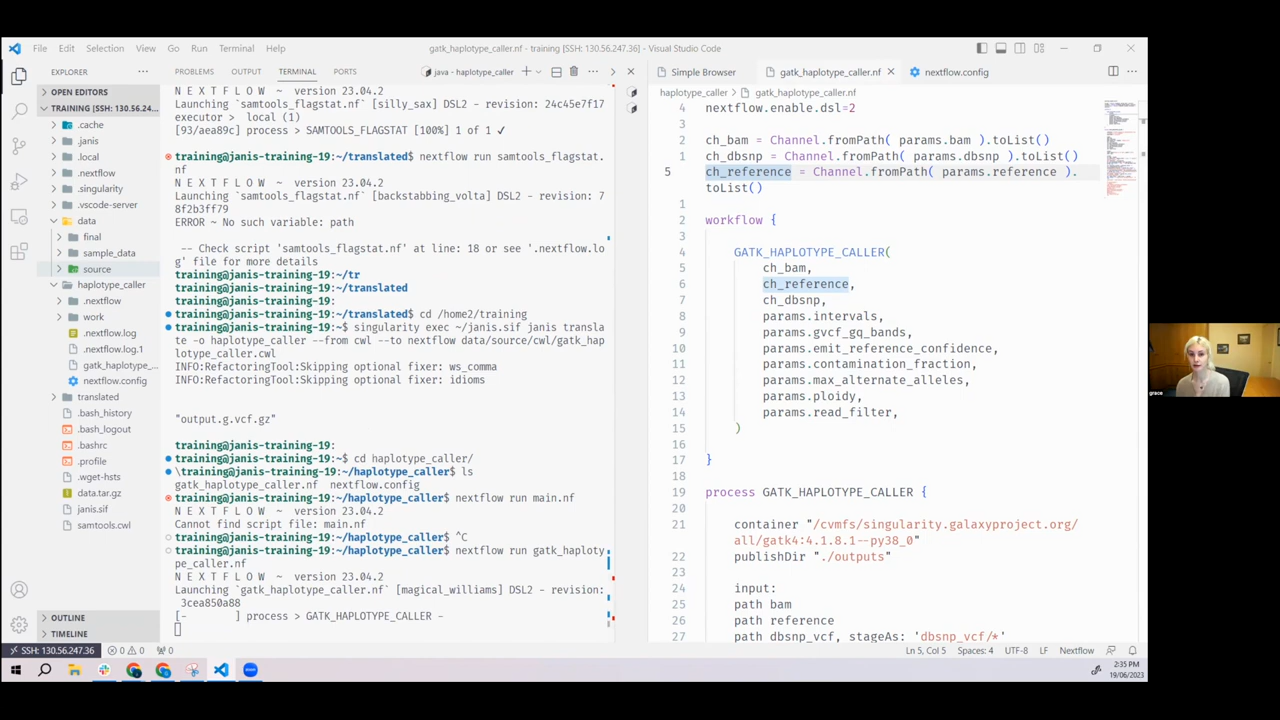 File Edit Selection View Go Run Terminal Help
gatk_haplotype_caller.nf - training [SSH: 130.56.247.36] - Visual Studio Code
EXPLORER
OPEN EDITORS
TRAINING [SSH: 130.56.24...
.cache
.janis
.local
.nextflow
.singularity
.vscode-server
data
final
sample_data
source
haplotype_caller
.nextflow
work
.nextflow.log
.nextflow.log.1
gatk_haplotype_...
nextflow.config
translated
.bash_history
.bash_logout
.bashrc
.profile
.wget-hsts
data.tar.gz
janis.sif
samtools.cwl
OUTLINE
TIMELINE
PROBLEMS OUTPUT TERMINAL PORTS
java - haplotype_caller
N E X T F L O W ~ version 23.04.2
Launching `samtools_flagstat.nf` [silly_sax] DSL2 - revision: 24c45e7f17
executor > local (1)
[93/aea89c] process > SAMTOOLS_FLAGSTAT [100%] 1 of 1 ✓
training@janis-training-19:~/translated$ nextflow run samtools_flagstat.
nf
N E X T F L O W ~ version 23.04.2
Launching `samtools_flagstat.nf` [backstabbing_volta] DSL2 - revision: 7
8f2b3ff79
ERROR ~ No such variable: path
-- Check script 'samtools_flagstat.nf' at line: 18 or see '.nextflow.lo
g' file for more details
training@janis-training-19:~/tr
training@janis-training-19:~/translated
training@janis-training-19:
training@janis-training-19:~/translated$ cd /home2/training
training@janis-training-19:~$ singularity exec ~/janis.sif janis transla
te -o haplotype_caller --from cwl --to nextflow data/source/cwl/gatk_hap
lotype_caller.cwl
INFO:RefactoringTool:Skipping optional fixer: ws_comma
INFO:RefactoringTool:Skipping optional fixer: idioms
"output.g.vcf.gz"
training@janis-training-19:
training@janis-training-19:~$ cd haplotype_caller/
\training@janis-training-19:~/haplotype_caller$ ls
gatk_haplotype_caller.nf nextflow.config
training@janis-training-19:~/haplotype_caller$ nextflow run main.nf
N E X T F L O W ~ version 23.04.2
Cannot find script file: main.nf
training@janis-training-19:~/haplotype_caller$ ^C
training@janis-training-19:~/haplotype_caller$ nextflow run gatk_haploty
pe_caller.nf
N E X T F L O W ~ version 23.04.2
Launching `gatk_haplotype_caller.nf` [magical_williams] DSL2 - revision:
3cea850a88
[- ] process > GATK_HAPLOTYPE_CALLER -
Simple Browser gatk_haplotype_caller.nf nextflow.config
haplotype_caller > gatk_haplotype_caller.nf
4 nextflow.enable.dsl=2
3
2 ch_bam = Channel.fromPath( params.bam ).toList()
1 ch_dbsnp = Channel.fromPath( params.dbsnp ).toList()
5 ch_reference = Channel.fromPath( params.reference ).
toList()
1
2 workflow {
3
4 GATK_HAPLOTYPE_CALLER(
5 ch_bam,
6 ch_reference,
7 ch_dbsnp,
8 params.intervals,
9 params.gvcf_gq_bands,
10 params.emit_reference_confidence,
11 params.contamination_fraction,
12 params.max_alternate_alleles,
13 params.ploidy,
14 params.read_filter,
15 )
16
17 }
18
19 process GATK_HAPLOTYPE_CALLER {
20
21 container "/cvmfs/singularity.galaxyproject.org/
all/gatk4:4.1.8.1--py38_0"
22 publishDir "./outputs"
23
24 input:
25 path bam
26 path reference
27 path dbsnp_vcf, stageAs: 'dbsnp_vcf/*'
grace
SSH: 130.56.247.36 0 0 0 Ln 5, Col 5 Spaces: 4 UTF-8 LF Nextflow
2:35 PM
19/06/2023